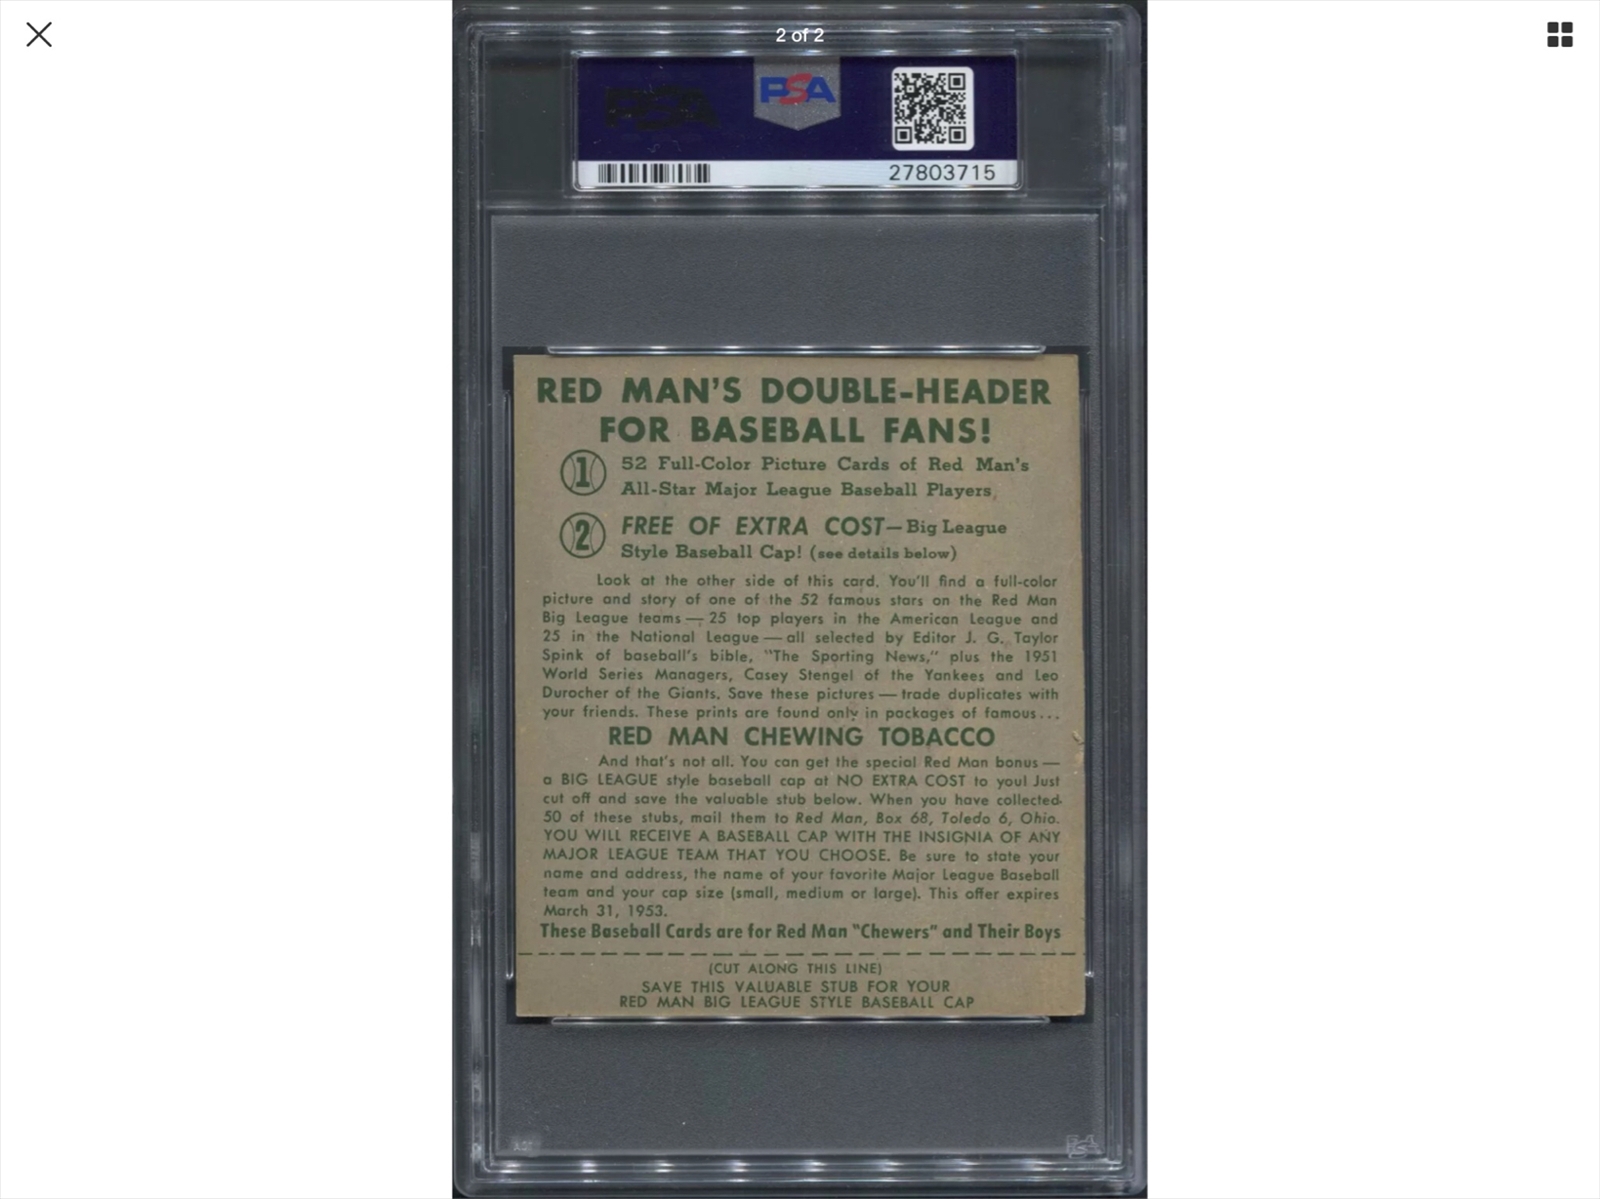 2 of 2
PSA
PSA
27803715
RED MAN'S DOUBLE-HEADER
FOR BASEBALL FANS!
1 52 Full-Color Picture Cards of Red Man's
All-Star Major League Baseball Players
2 FREE OF EXTRA COST—Big League
Style Baseball Cap! (see details below)
Look at the other side of this card. You'll find a full-color
picture and story of one of the 52 famous stars on the Red Man
Big League teams — 25 top players in the American League and
25 in the National League — all selected by Editor J. G. Taylor
Spink of baseball's bible, "The Sporting News," plus the 1951
World Series Managers, Casey Stengel of the Yankees and Leo
Durocher of the Giants. Save these pictures — trade duplicates with
your friends. These prints are found only in packages of famous...
RED MAN CHEWING TOBACCO
And that's not all. You can get the special Red Man bonus —
a BIG LEAGUE style baseball cap at NO EXTRA COST to you! Just
cut off and save the valuable stub below. When you have collected
50 of these stubs, mail them to Red Man, Box 68, Toledo 6, Ohio.
YOU WILL RECEIVE A BASEBALL CAP WITH THE INSIGNIA OF ANY
MAJOR LEAGUE TEAM THAT YOU CHOOSE. Be sure to state your
name and address, the name of your favorite Major League Baseball
team and your cap size (small, medium or large). This offer expires
March 31, 1953.
These Baseball Cards are for Red Man "Chewers" and Their Boys
(CUT ALONG THIS LINE)
SAVE THIS VALUABLE STUB FOR YOUR
RED MAN BIG LEAGUE STYLE BASEBALL CAP